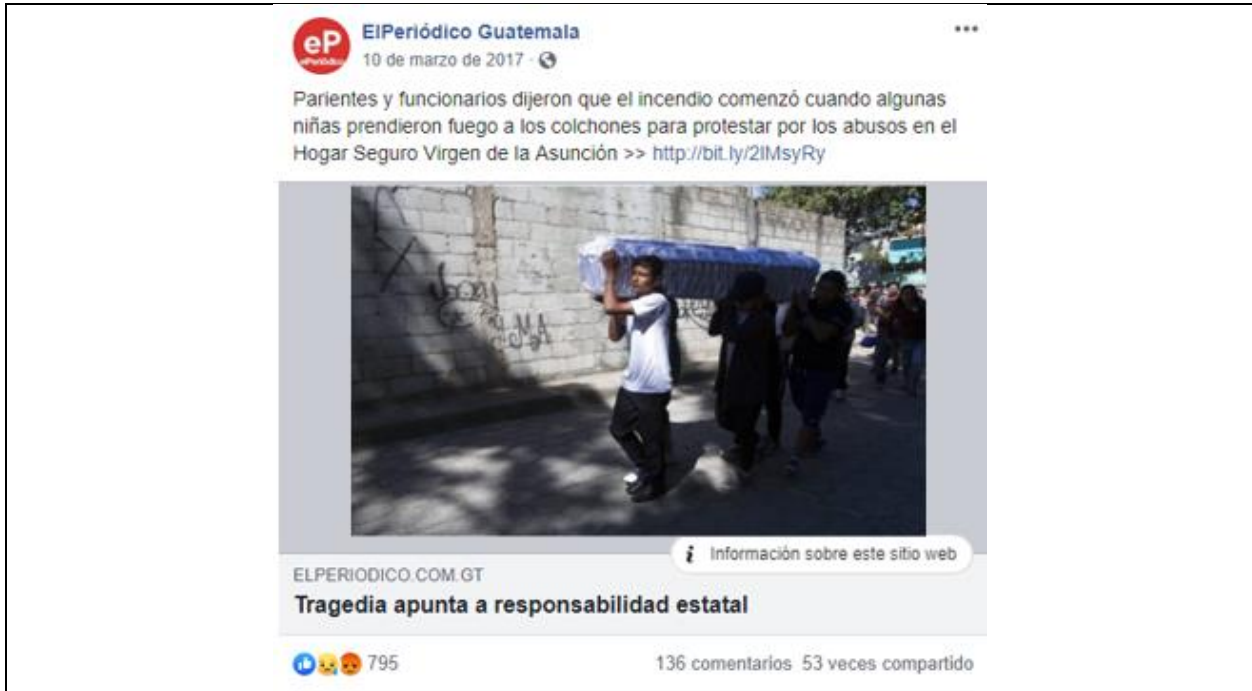 ElPeriódico Guatemala
eP
elPeriódico
10 de marzo de 2017 ·
Parientes y funcionarios dijeron que el incendio comenzó cuando algunas
niñas prendieron fuego a los colchones para protestar por los abusos en el
Hogar Seguro Virgen de la Asunción >> http://bit.ly/2lMsyRy
i Información sobre este sitio web
ELPERIODICO.COM.GT
Tragedia apunta a responsabilidad estatal
795
136 comentarios 53 veces compartido